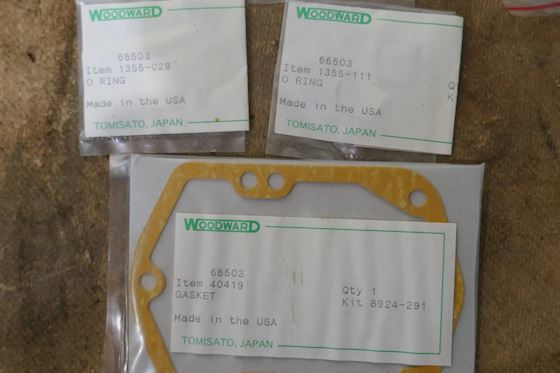 WOODWARD
66503
Item 1355-029
O RING
Made in the USA
TOMISATO, JAPAN
WOODWARD
66503
Item 1355-111
O RING
Q
K
Made in the USA
TOMISATO, JAPAN
WOODWARD
66503
Item 40419
GASKET
Qty 1
Kit 8924-291
Made in the USA
TOMISATO, JAPAN